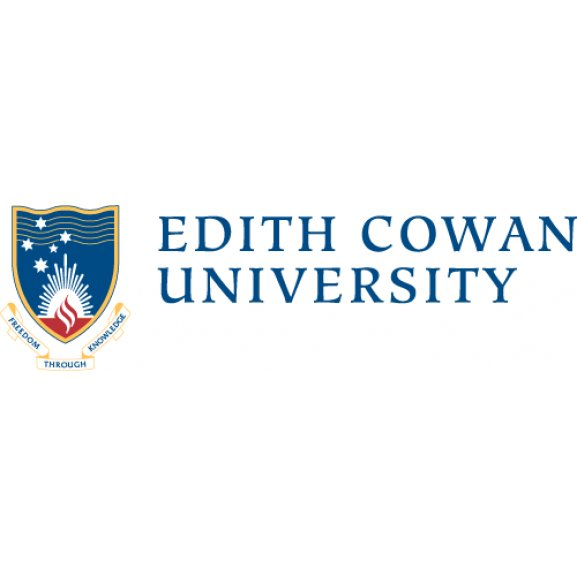 EDITH COWAN
UNIVERSITY
FREEDOM
THROUGH
KNOWLEDGE